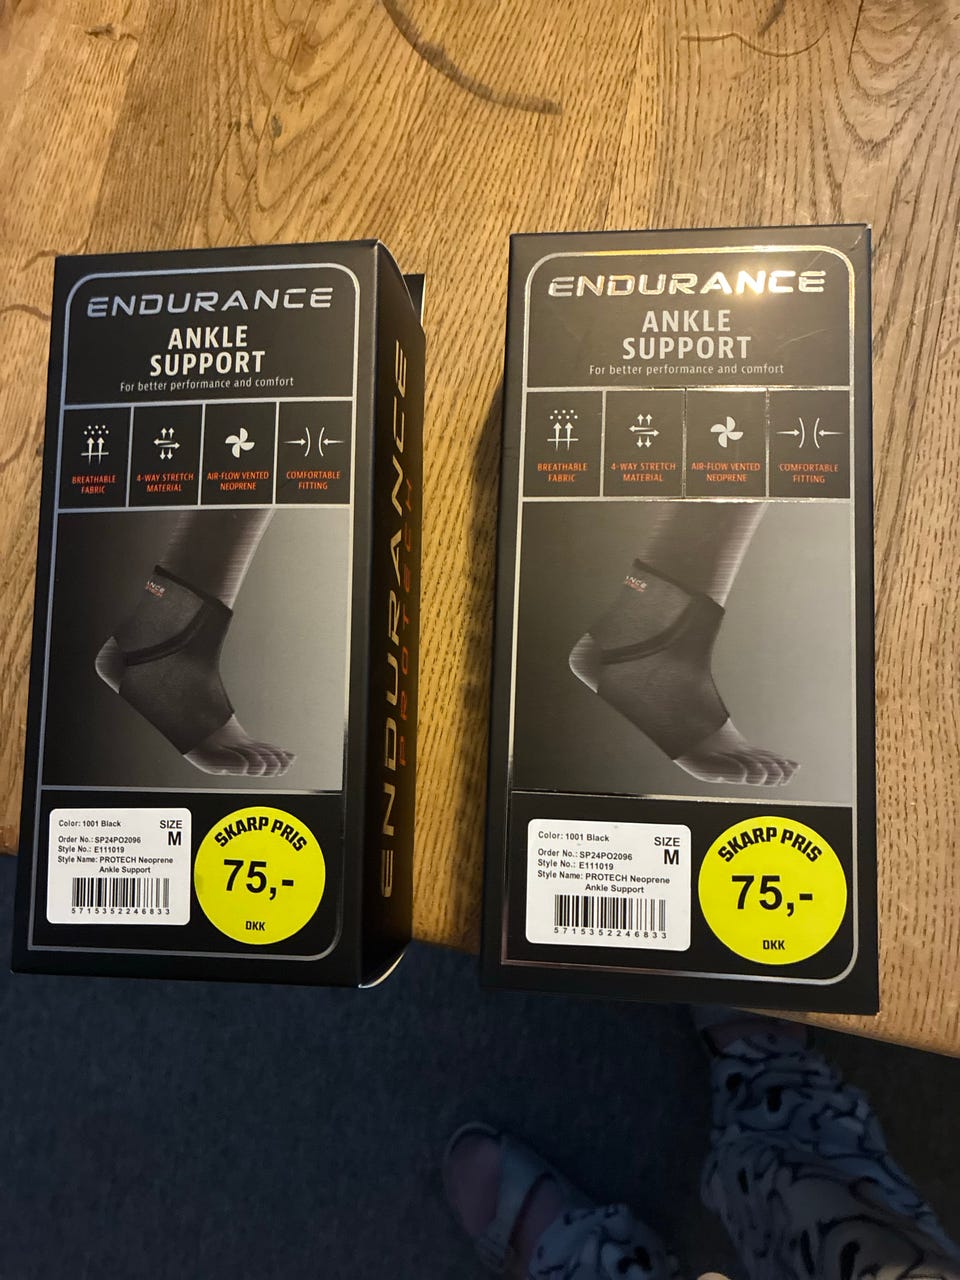 ENDURANCE
ANKLE
SUPPORT
For better performance and comfort
BREATHABLE
FABRIC
4-WAY STRETCH
MATERIAL
AIR-FLOW VENTED
NEOPRENE
COMFORTABLE
FITTING
Color: 1001 Black
SIZE
M
Order No.: SP24PO2096
Style No.: E111019
Style Name: PROTECH Neoprene
Ankle Support
5715352246833
SKARP PRIS
75,-
DKK
ENDURANCE
PROTECH
ENDURANCE
ANKLE
SUPPORT
For better performance and comfort
BREATHABLE
FABRIC
4-WAY STRETCH
MATERIAL
AIR-FLOW VENTED
NEOPRENE
COMFORTABLE
FITTING
Color: 1001 Black
SIZE
M
Order No.: SP24PO2096
Style No.: E111019
Style Name: PROTECH Neoprene
Ankle Support
5715352246833
SKARP PRIS
75,-
DKK